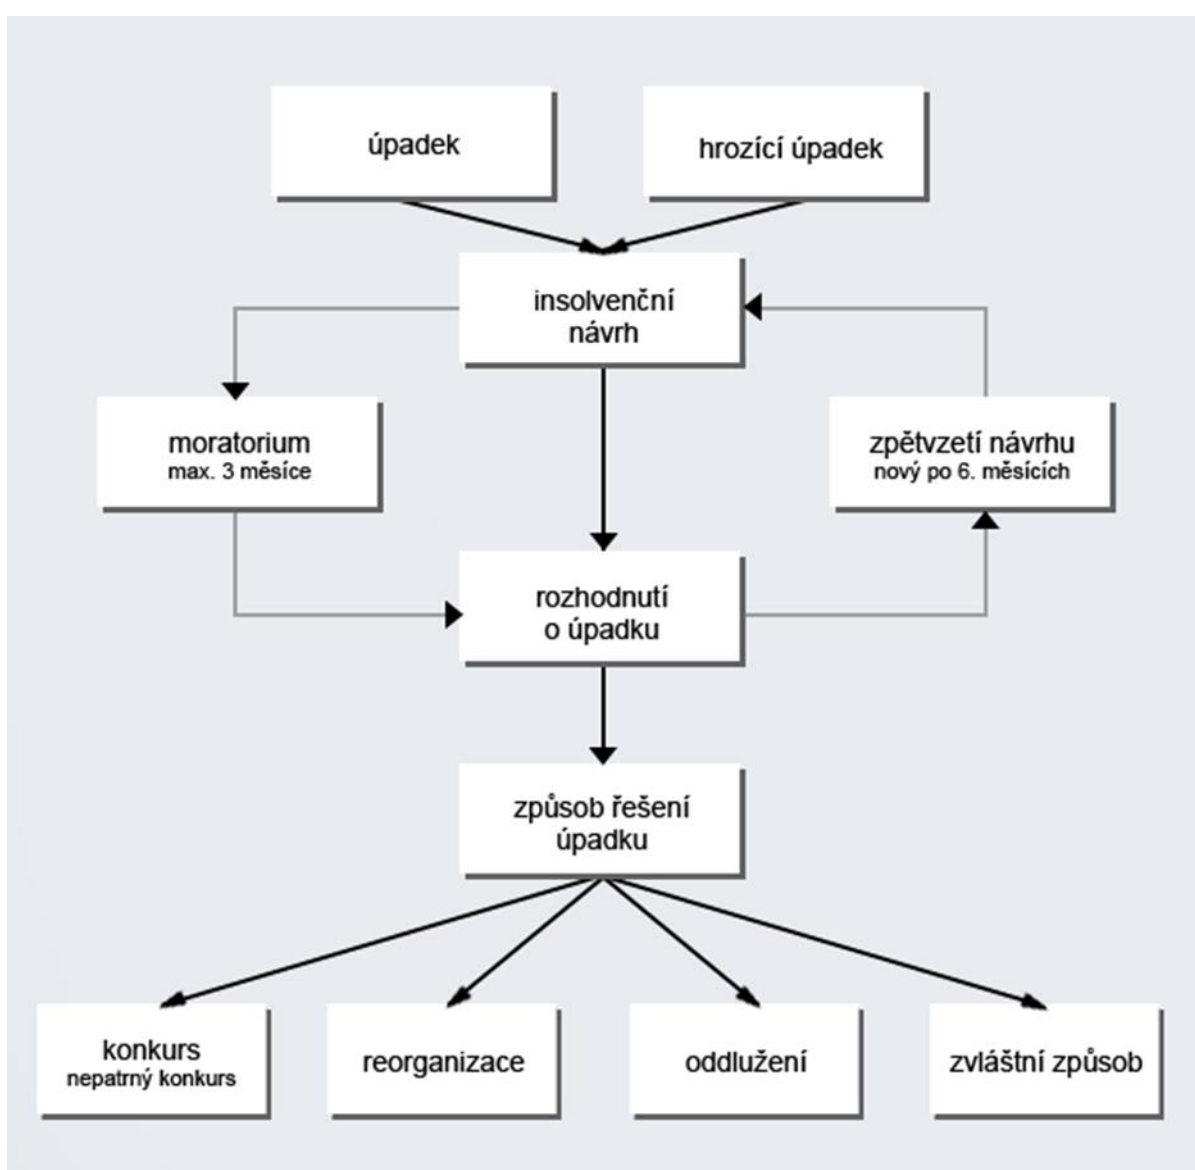 úpadek
hrozící úpadek
insolvenční
návrh
moratorium
max. 3 měsíce
zpětvzetí návrhu
nový po 6. měsících
rozhodnutí
o úpadku
způsob řešení
úpadku
konkurs
nepatrný konkurs
reorganizace
oddlužení
zvláštní způsob